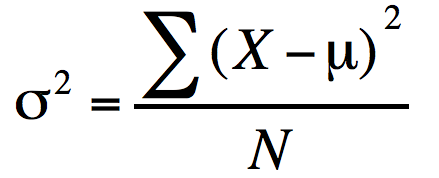 σ² = ∑(X − μ)² / N